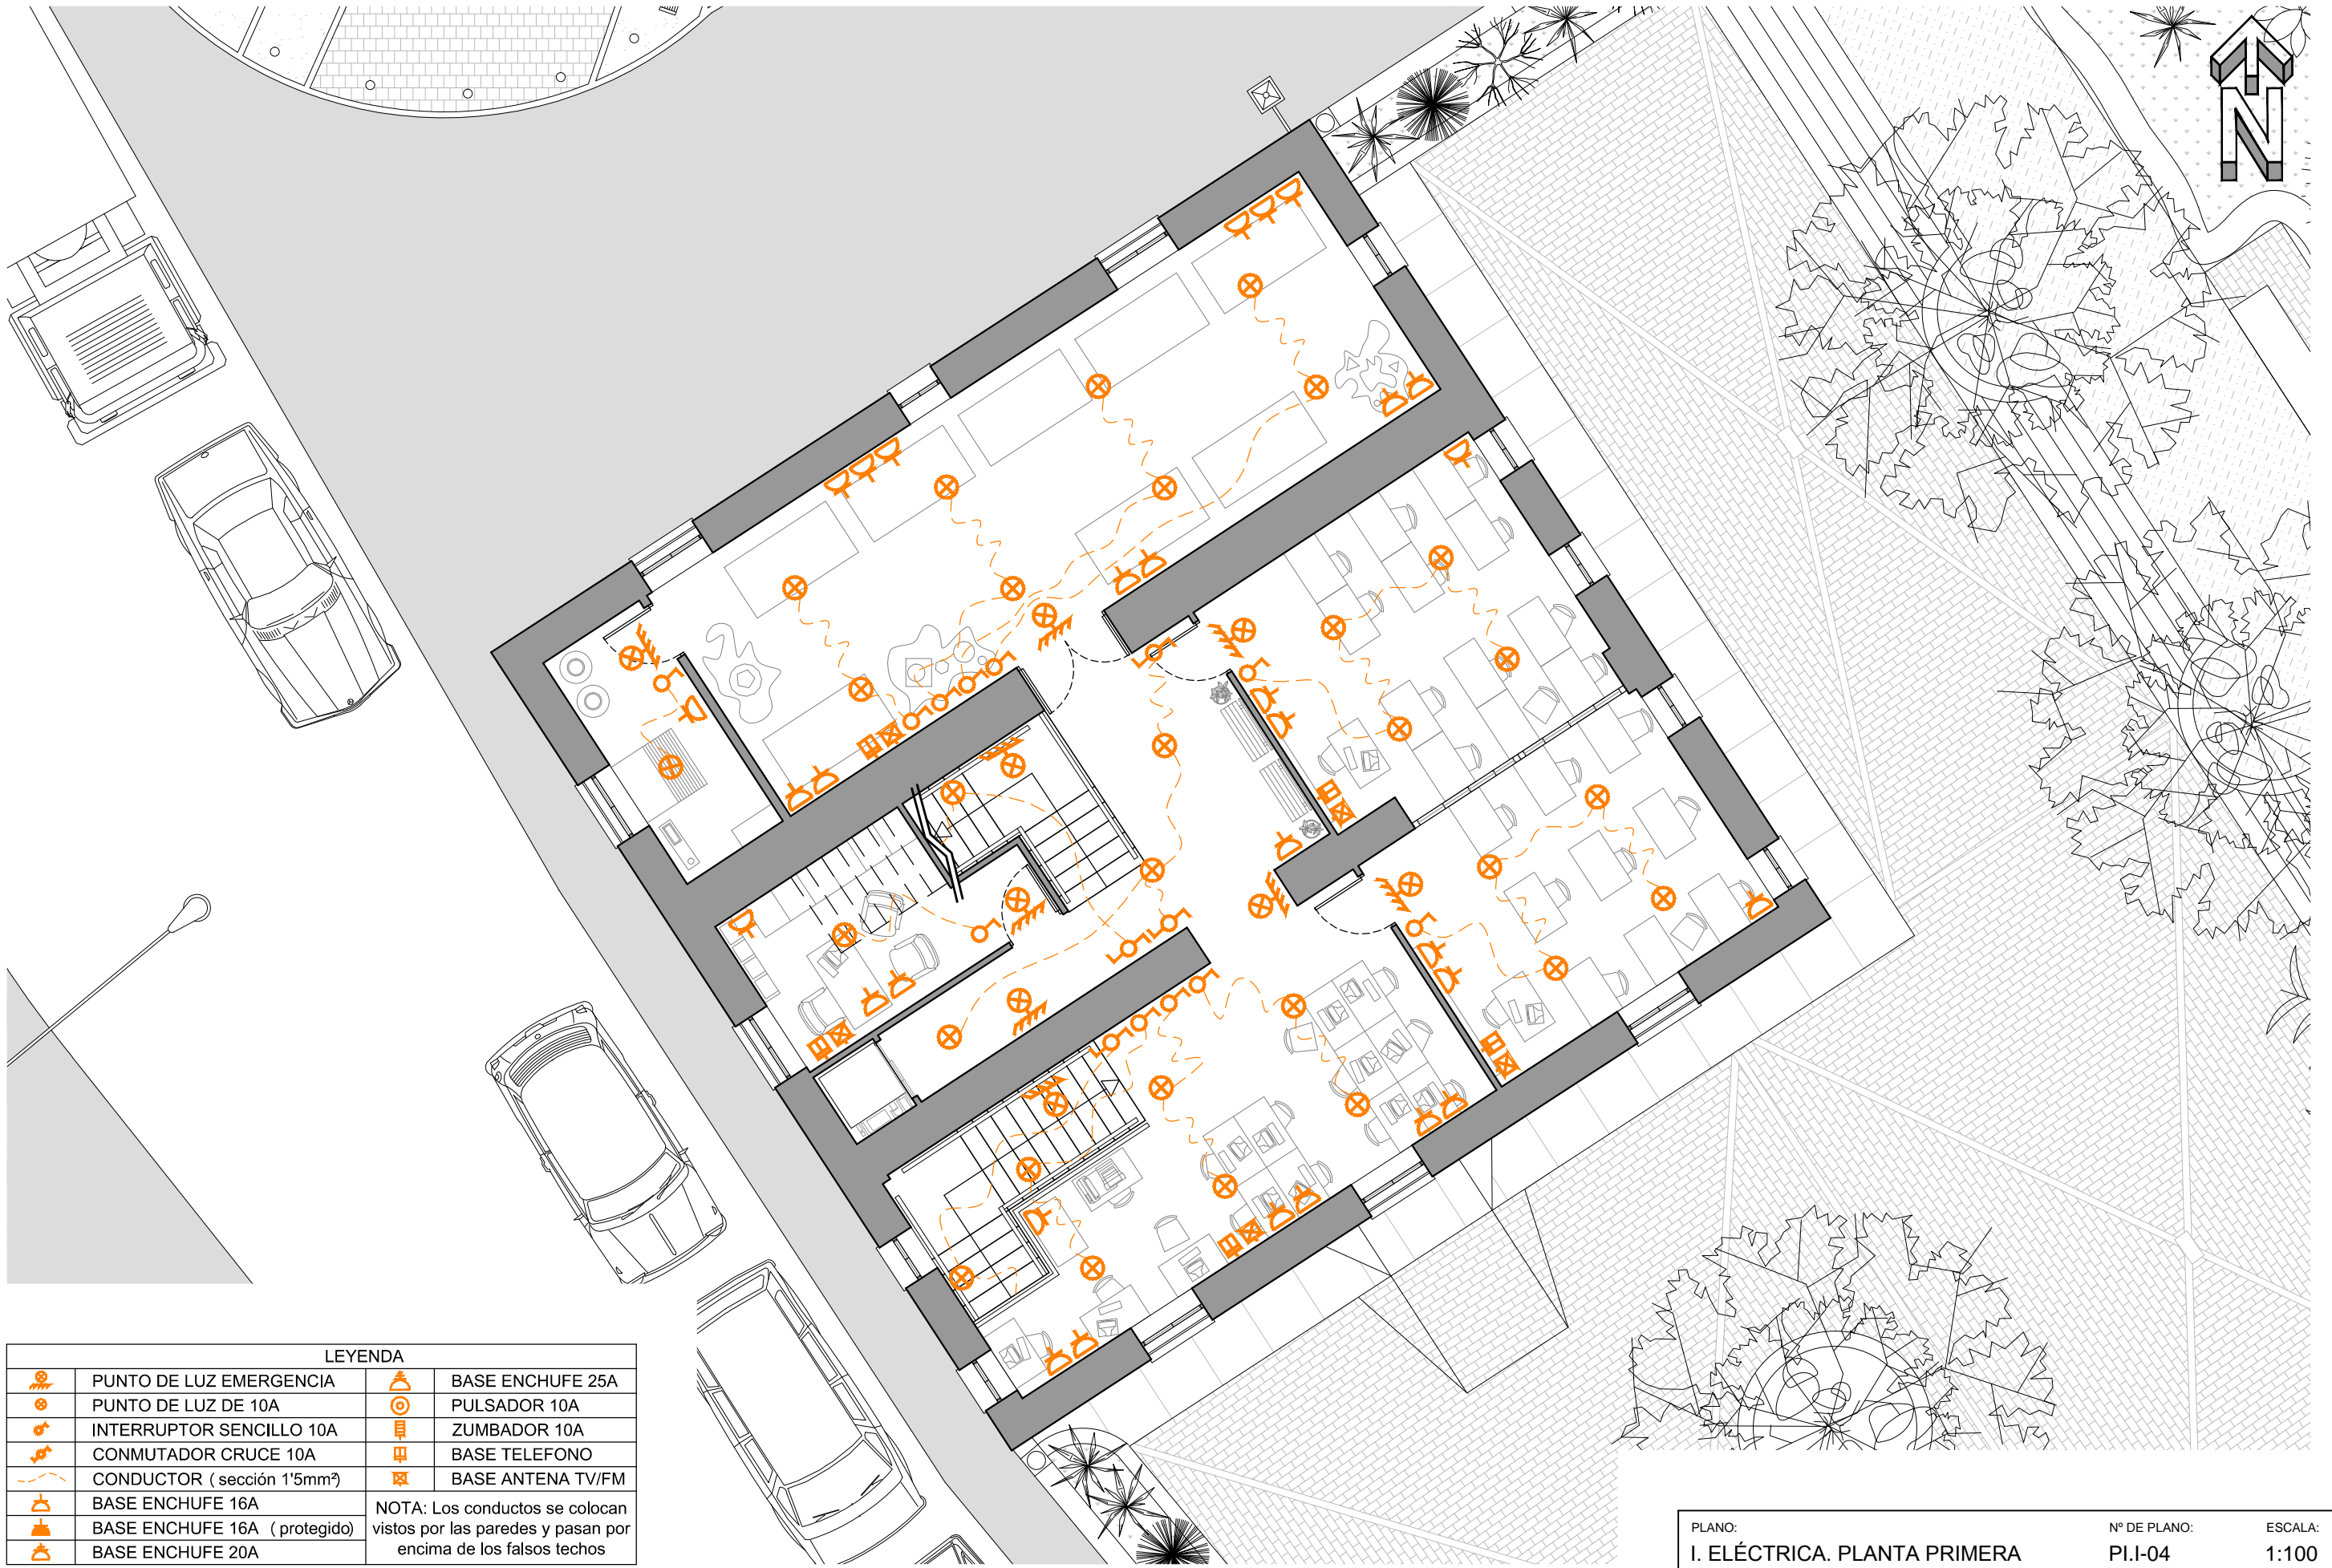 N
LEYENDA
PUNTO DE LUZ EMERGENCIA
BASE ENCHUFE 25A
PUNTO DE LUZ DE 10A
PULSADOR 10A
INTERRUPTOR SENCILLO 10A
ZUMBADOR 10A
CONMUTADOR CRUCE 10A
BASE TELEFONO
CONDUCTOR ( sección 1'5mm²)
BASE ANTENA TV/FM
BASE ENCHUFE 16A
BASE ENCHUFE 16A ( protegido)
BASE ENCHUFE 20A
NOTA: Los conductos se colocan
vistos por las paredes y pasan por
encima de los falsos techos
PLANO:
Nº DE PLANO:
ESCALA:
I. ELÉCTRICA. PLANTA PRIMERA
PI.I-04
1:100